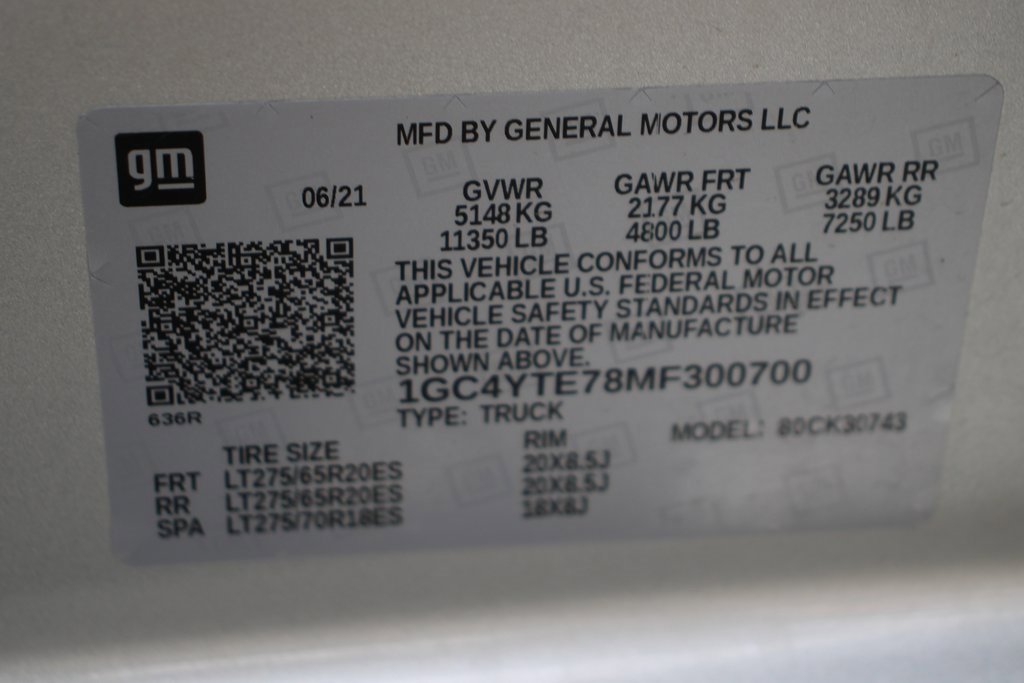 gm
MFD BY GENERAL MOTORS LLC
06/21
GVWR GAWR FRT GAWR RR
5148 KG 2177 KG 3289 KG
11350 LB 4800 LB 7250 LB
THIS VEHICLE CONFORMS TO ALL
APPLICABLE U.S. FEDERAL MOTOR
VEHICLE SAFETY STANDARDS IN EFFECT
ON THE DATE OF MANUFACTURE
SHOWN ABOVE.
1GC4YTE78MF300700
636R
TYPE: TRUCK MODEL: 80CK30743
TIRE SIZE RIM
FRT LT275/65R20ES 20X8.5J
RR LT275/65R20ES 20X8.5J
SPA LT275/70R18ES 18X8J